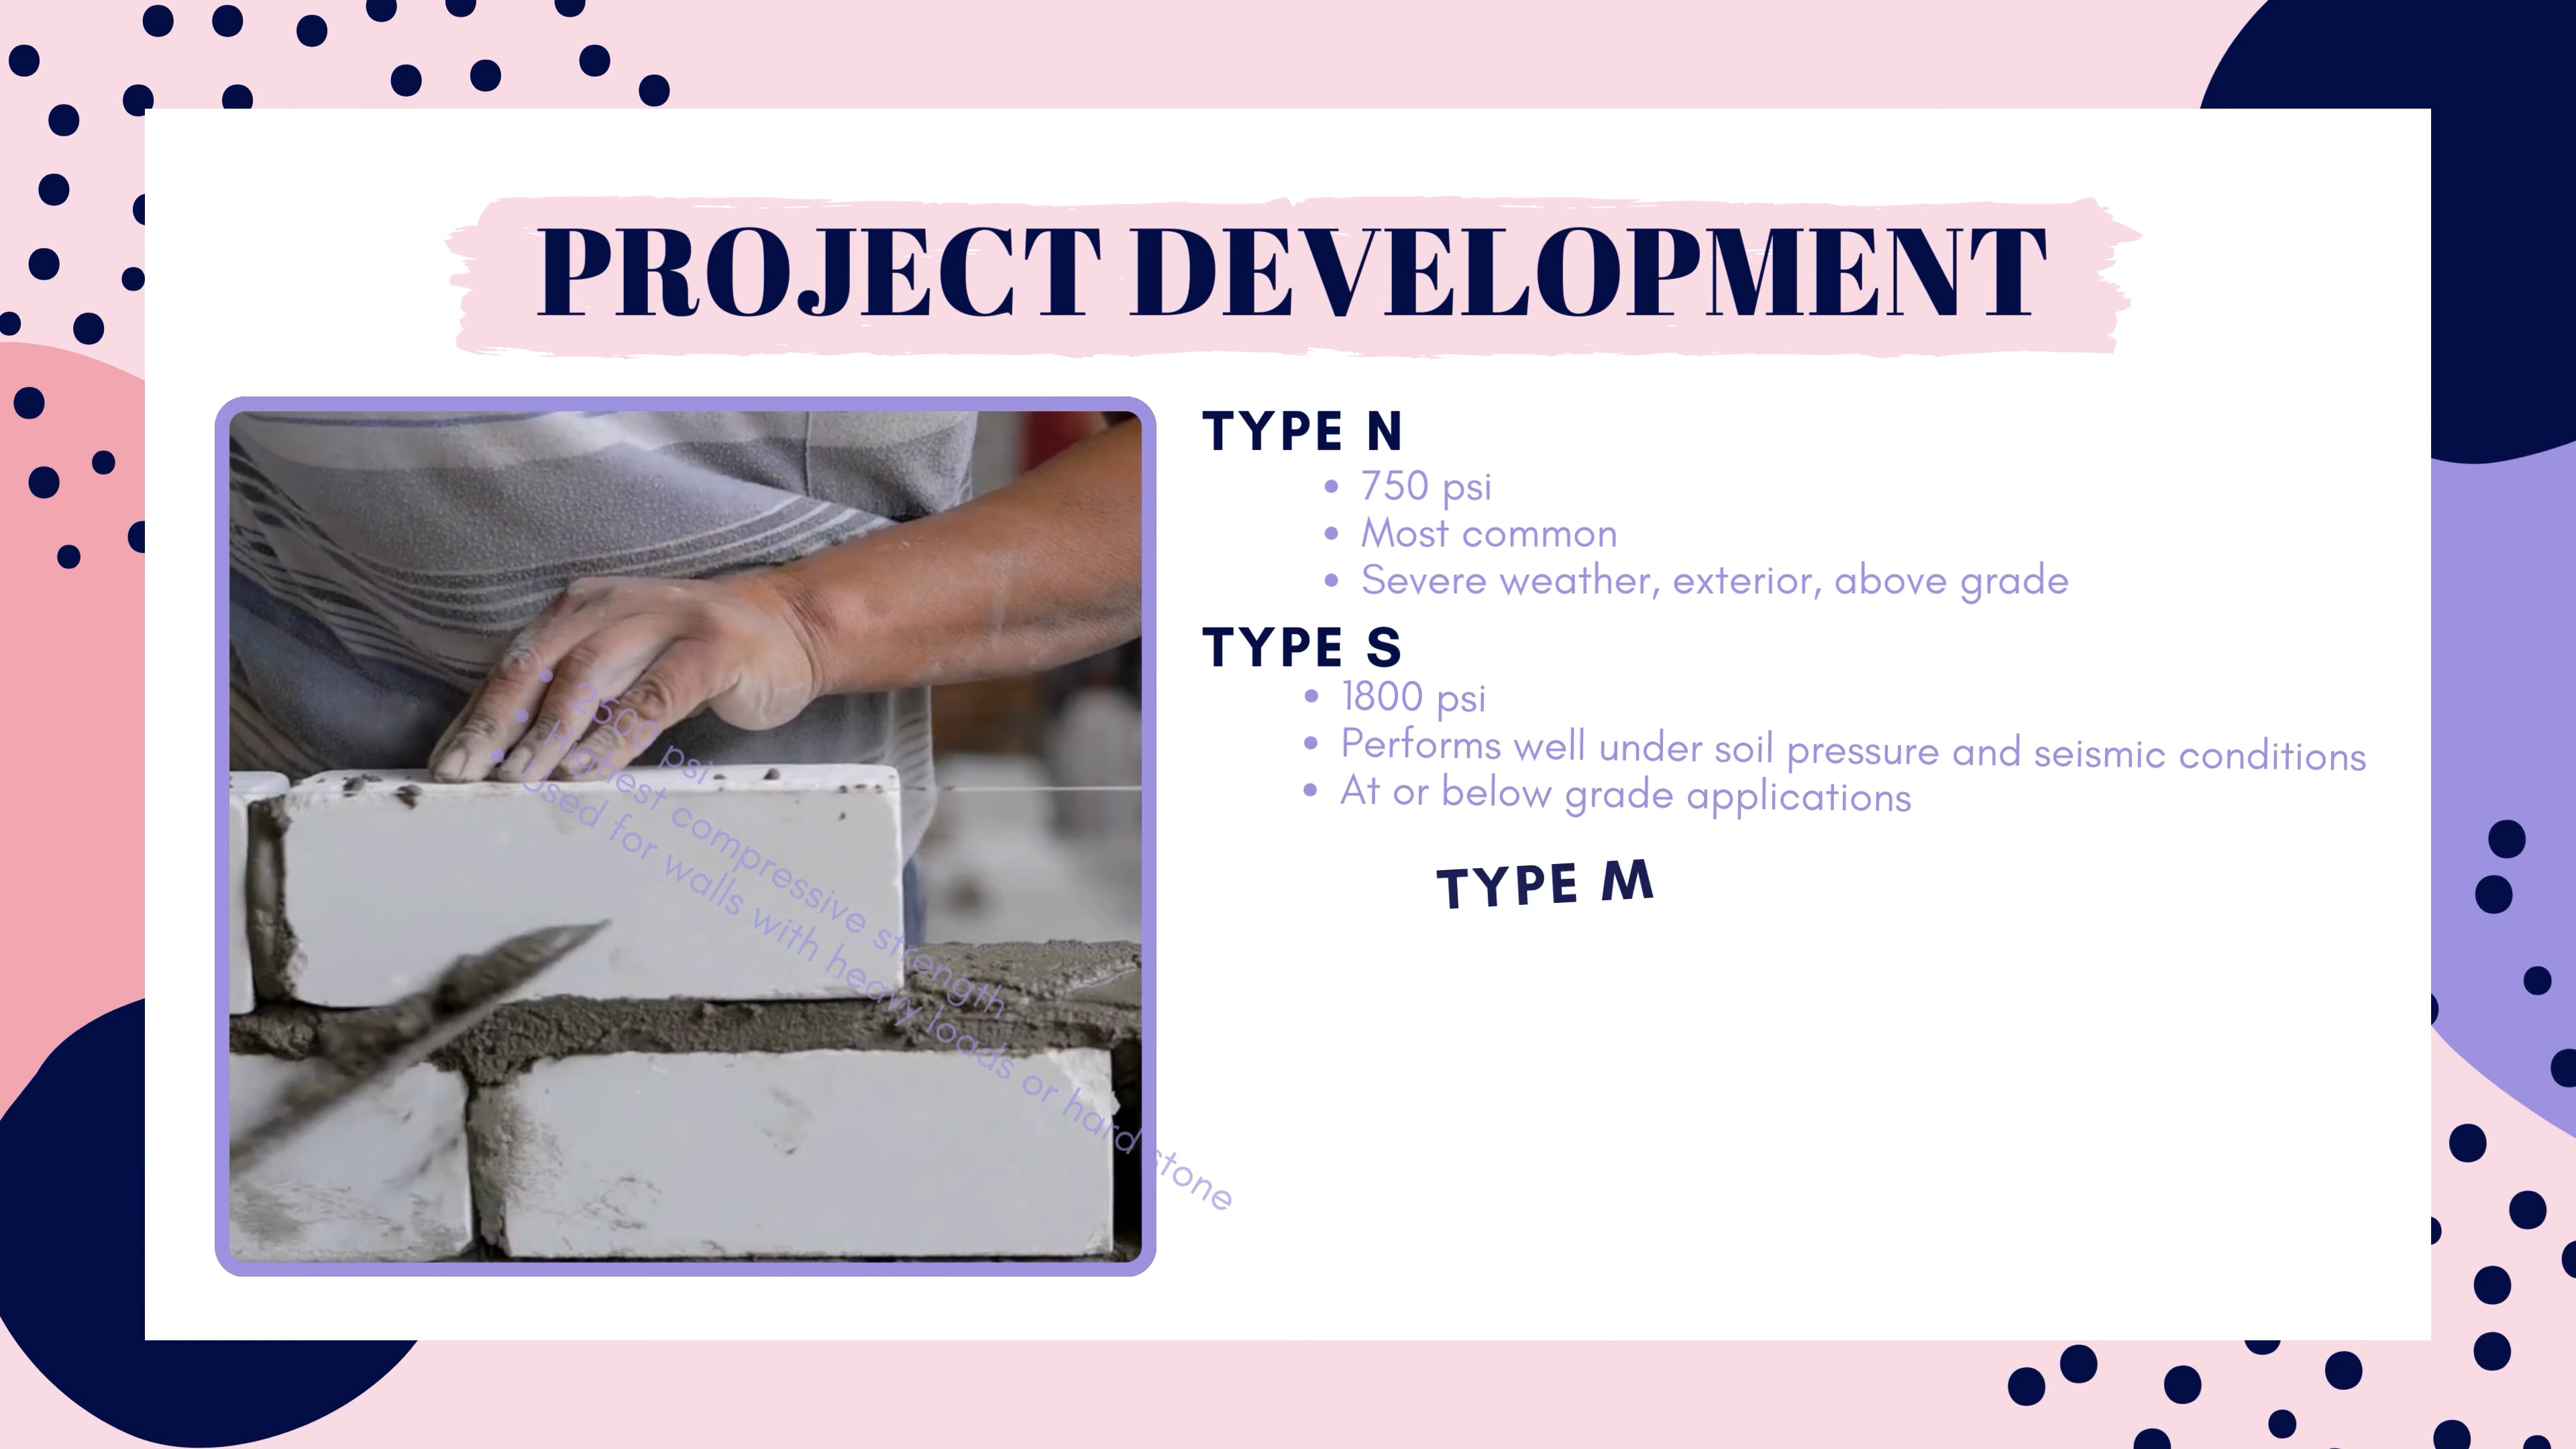 PROJECT DEVELOPMENT
TYPE N
• 750 psi
• Most common
• Severe weather, exterior, above grade
TYPE S
• 1800 psi
• Performs well under soil pressure and seismic conditions
• At or below grade applications
TYPE M
• 2500 psi
• Highest compressive strength
• Used for walls with heavy loads or hard stone